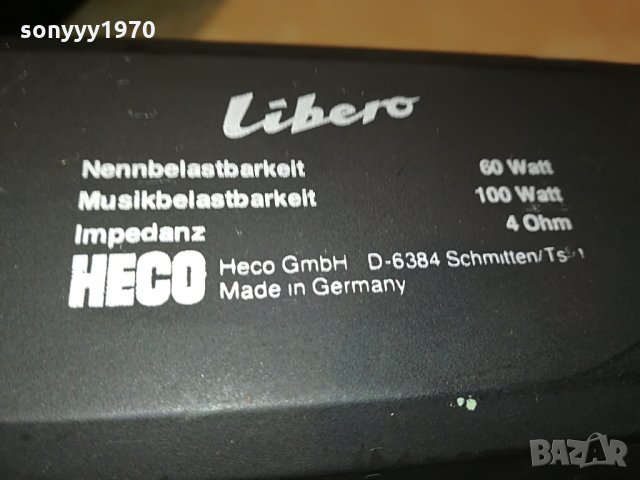 sonyyy1970
Libero
Nennbelastbarkeit 60 Watt
Musikbelastbarkeit 100 Watt
Impedanz 4 Ohm
HECO Heco GmbH D-6384 Schmitten/
Made in Germany
BAZAR